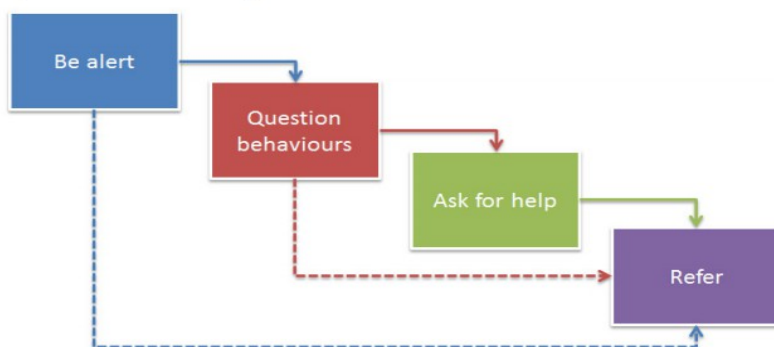 Be alert
Question
behaviours
Ask for help
Refer